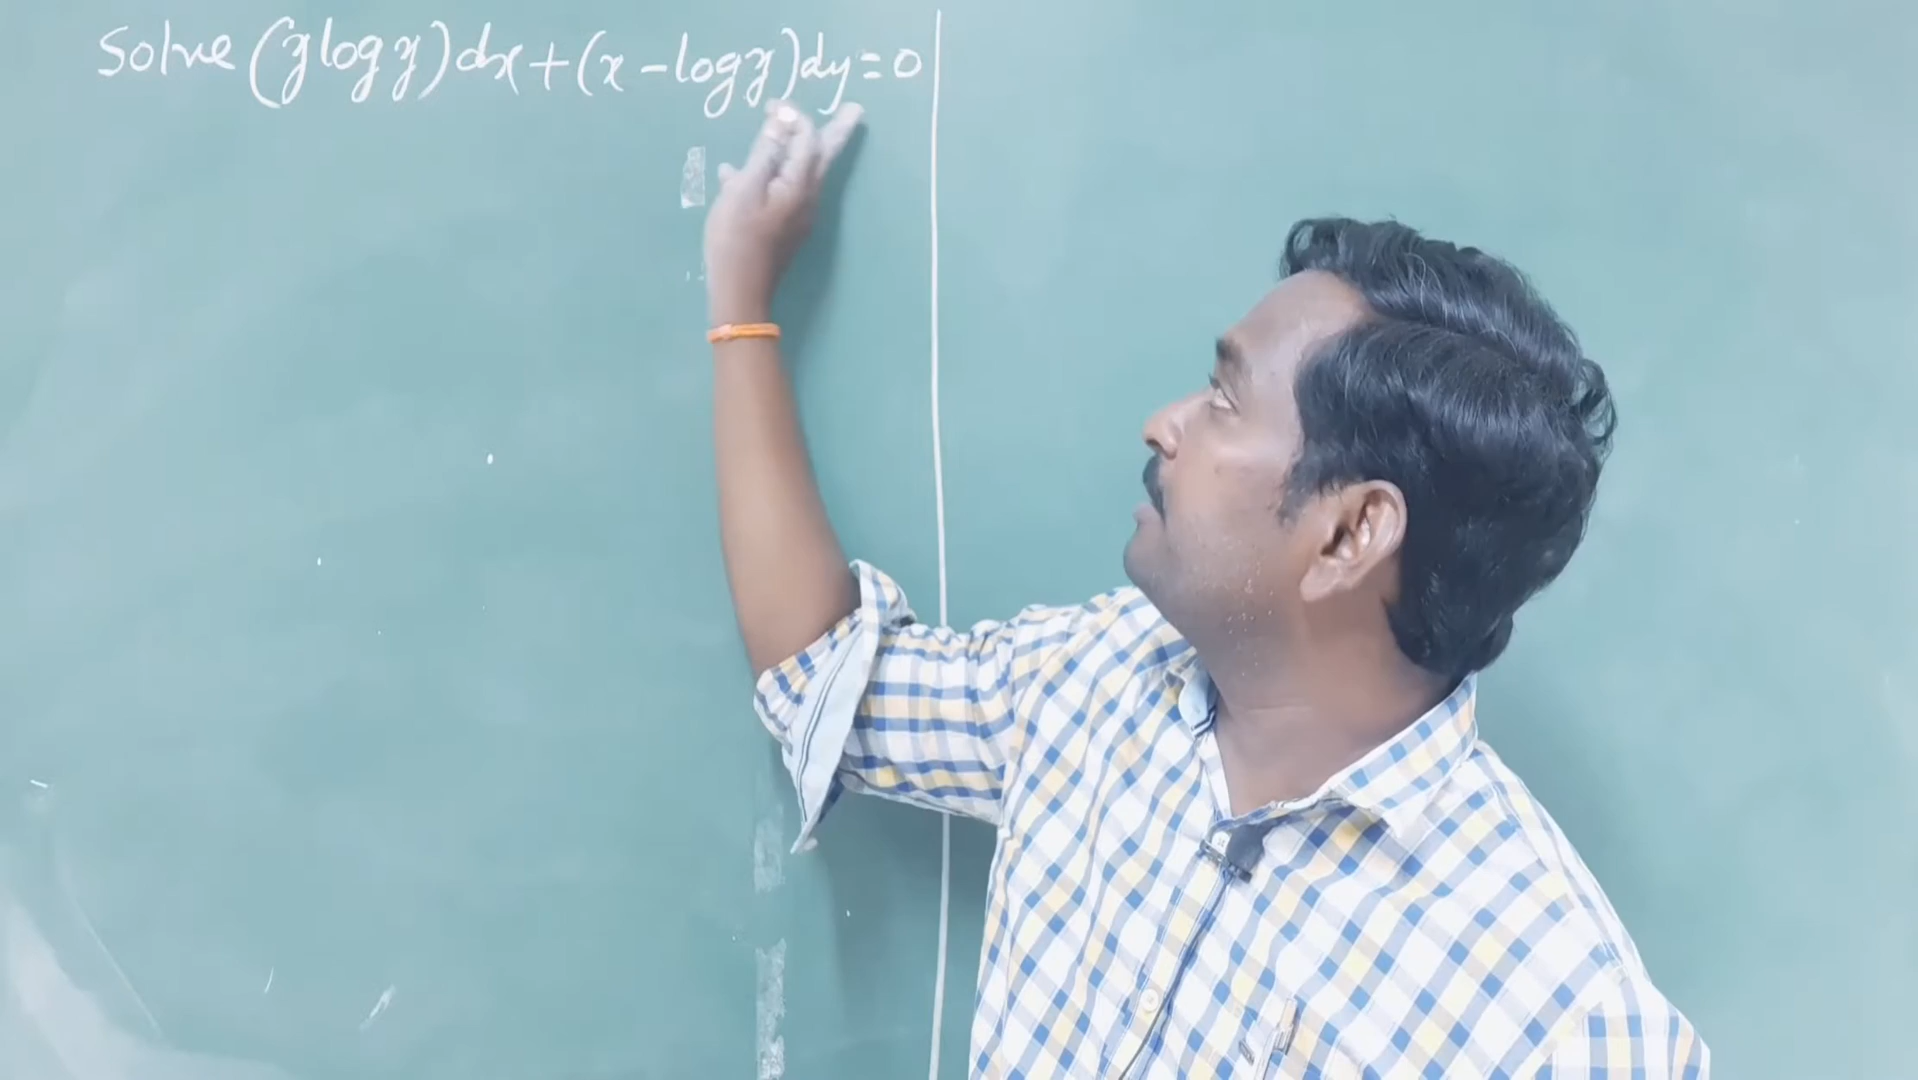 Solve (y log y) dx + (x - log y) dy = 0